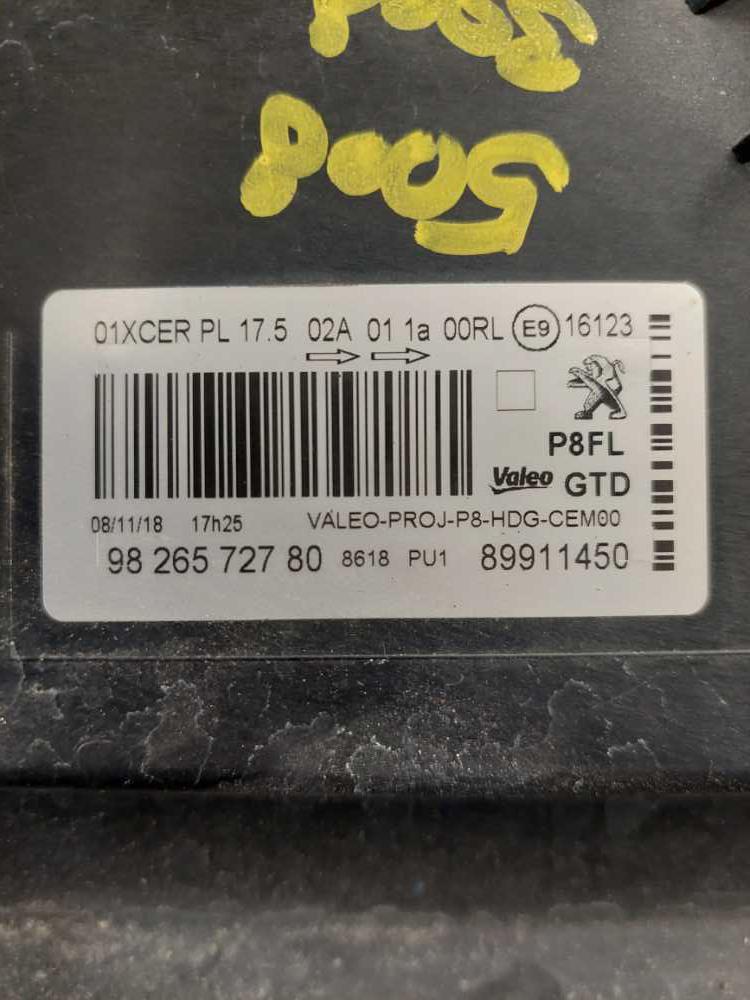 5008
5008
01XCER PL 17.5 02A 01 1a 00RL E9 16123
P8FL
Valeo GTD
08/11/18 17h25 VALEO-PROJ-P8-HDG-CEM00
98 265 727 80 8618 PU1 89911450